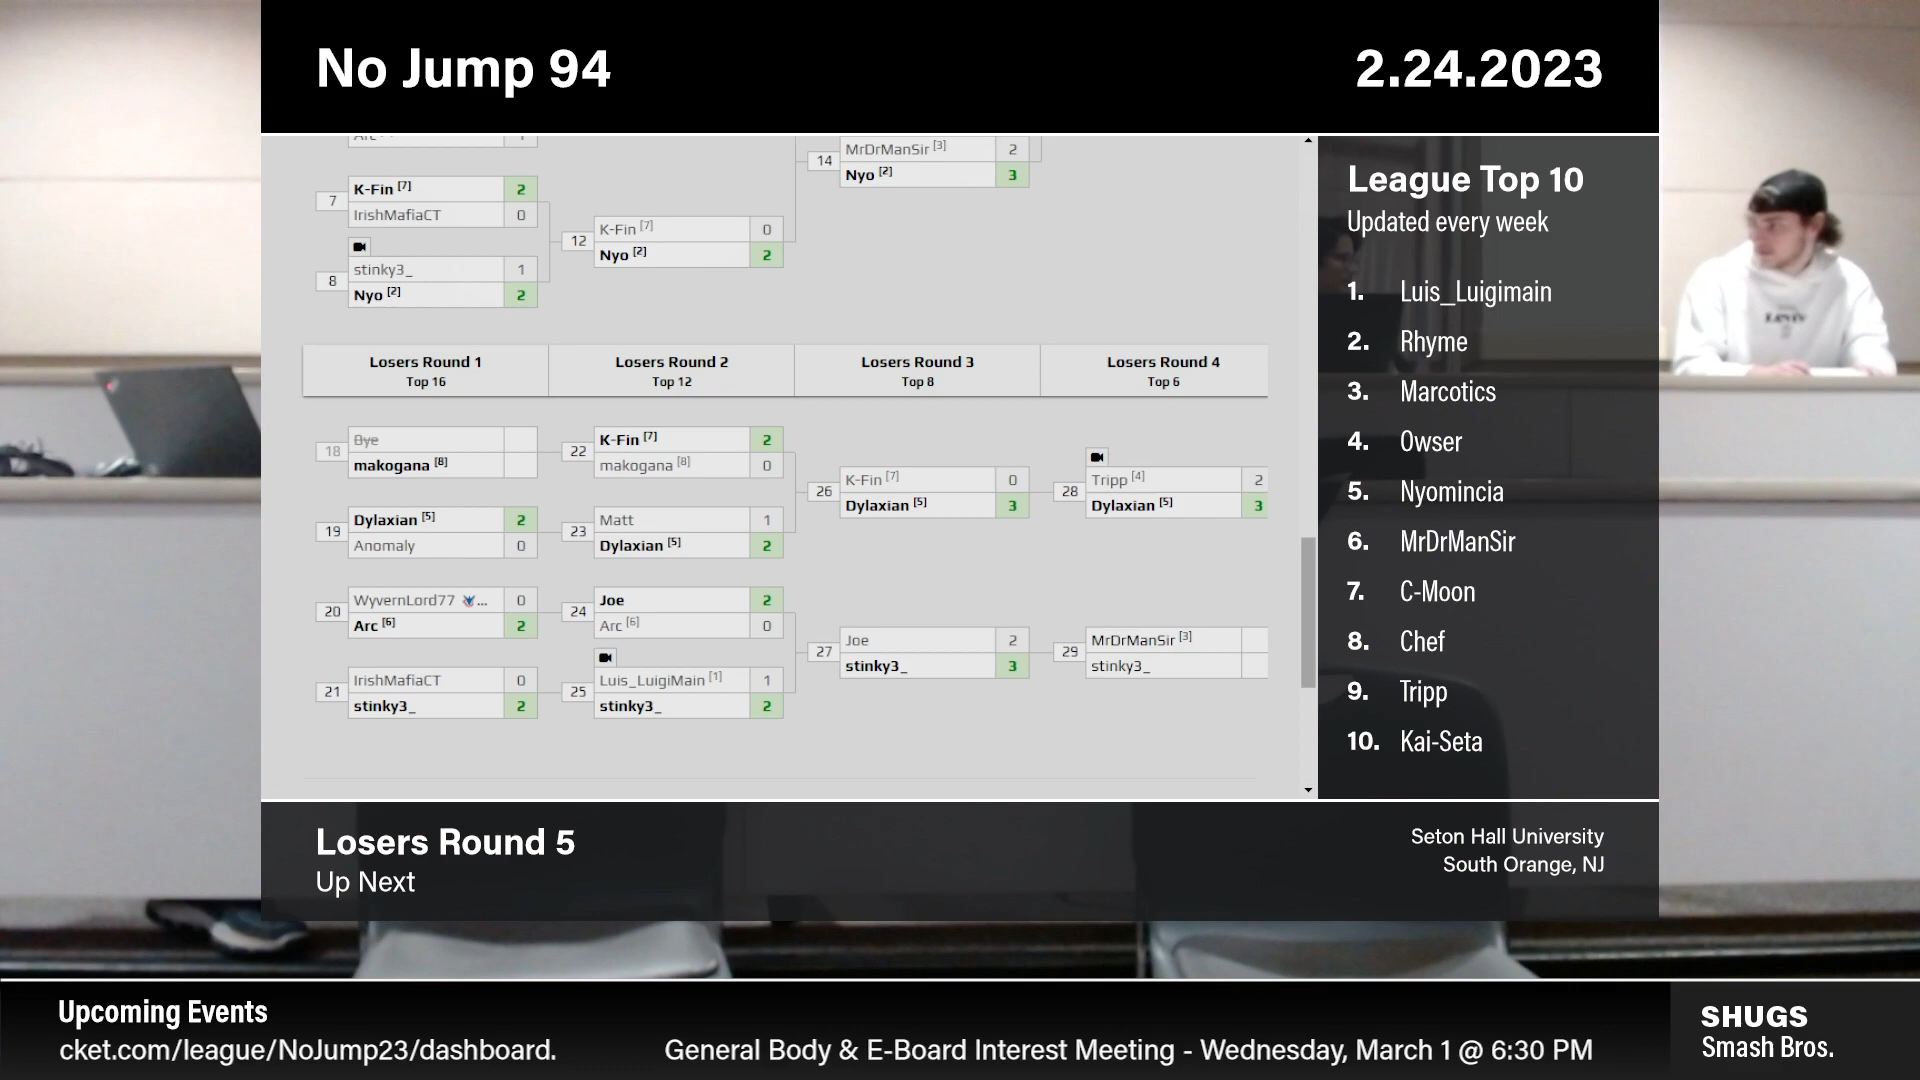 No Jump 94
2.24.2023
7
K-Fin [7] 2
IrishMafiaCT 0
8
stinky3_ 1
Nyo [2] 2
12
K-Fin [7] 0
Nyo [2] 2
14
MrDrManSir [3] 2
Nyo [2] 3
Losers Round 1
Top 16
Losers Round 2
Top 12
Losers Round 3
Top 8
Losers Round 4
Top 6
18
Bye
makogana [8]
19
Dylaxian [5] 2
Anomaly 0
20
WyvernLord77 ... 0
Arc [6] 2
21
IrishMafiaCT 0
stinky3_ 2
22
K-Fin [7] 2
makogana [8] 0
23
Matt 1
Dylaxian [5] 2
24
Joe 2
Arc [6] 0
25
Luis_LuigiMain [1] 1
stinky3_ 2
26
K-Fin [7] 0
Dylaxian [5] 3
27
Joe 2
stinky3_ 3
28
Tripp [4] 2
Dylaxian [5] 3
29
MrDrManSir [3]
stinky3_
League Top 10
Updated every week
1. Luis_Luigimain
2. Rhyme
3. Marcotics
4. Owser
5. Nyomincia
6. MrDrManSir
7. C-Moon
8. Chef
9. Tripp
10. Kai-Seta
Losers Round 5
Up Next
Seton Hall University
South Orange, NJ
Upcoming Events
cket.com/league/NoJump23/dashboard.
General Body & E-Board Interest Meeting - Wednesday, March 1 @ 6:30 PM
SHUGS
Smash Bros.